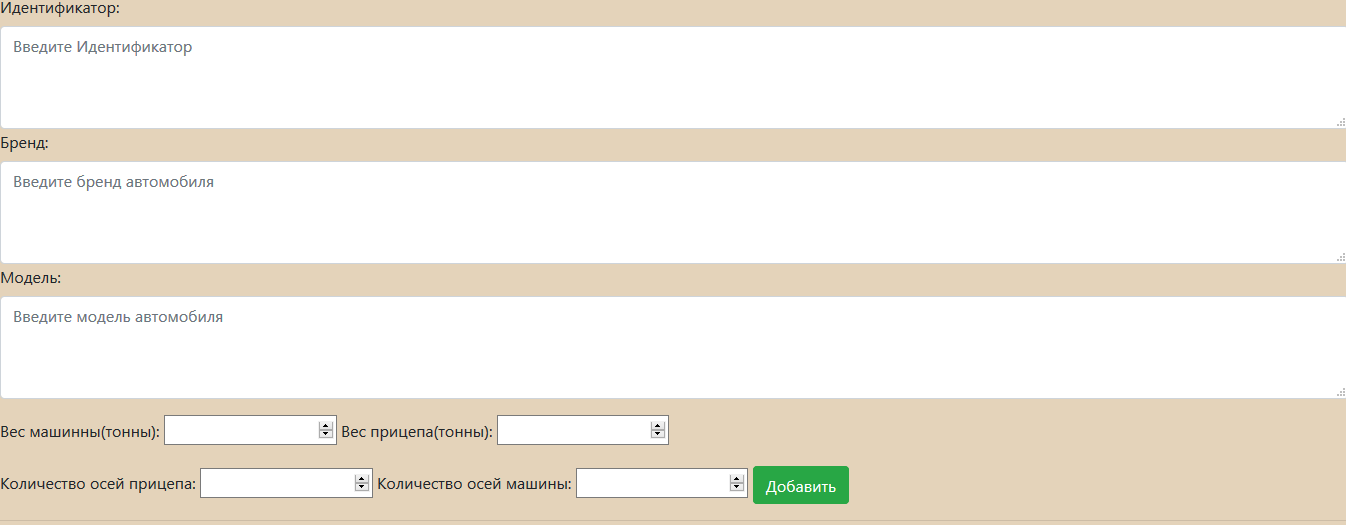 Идентификатор:
Введите Идентификатор
Бренд:
Введите бренд автомобиля
Модель:
Введите модель автомобиля
Вес машинны(тонны): Вес прицепа(тонны):
Количество осей прицепа: Количество осей машины: Добавить